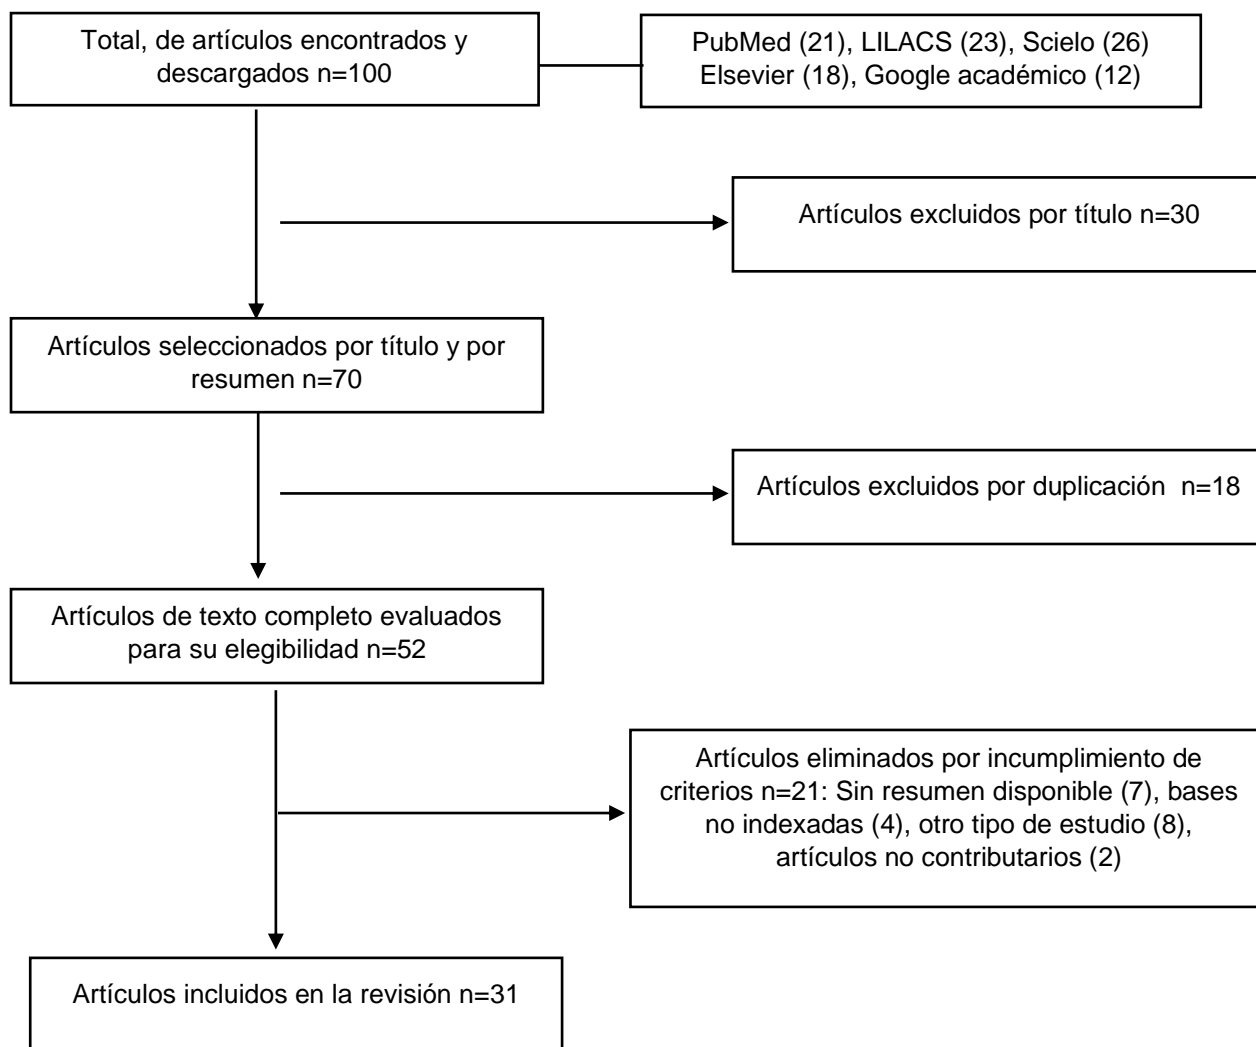 Total, de artículos encontrados y
descargados n=100
PubMed (21), LILACS (23), Scielo (26)
Elsevier (18), Google académico (12)
Artículos excluidos por título n=30
Artículos seleccionados por título y por
resumen n=70
Artículos excluidos por duplicación  n=18
Artículos de texto completo evaluados
para su elegibilidad n=52
Artículos eliminados por incumplimiento de
criterios n=21: Sin resumen disponible (7), bases
no indexadas (4), otro tipo de estudio (8),
artículos no contributarios (2)
Artículos incluidos en la revisión n=31